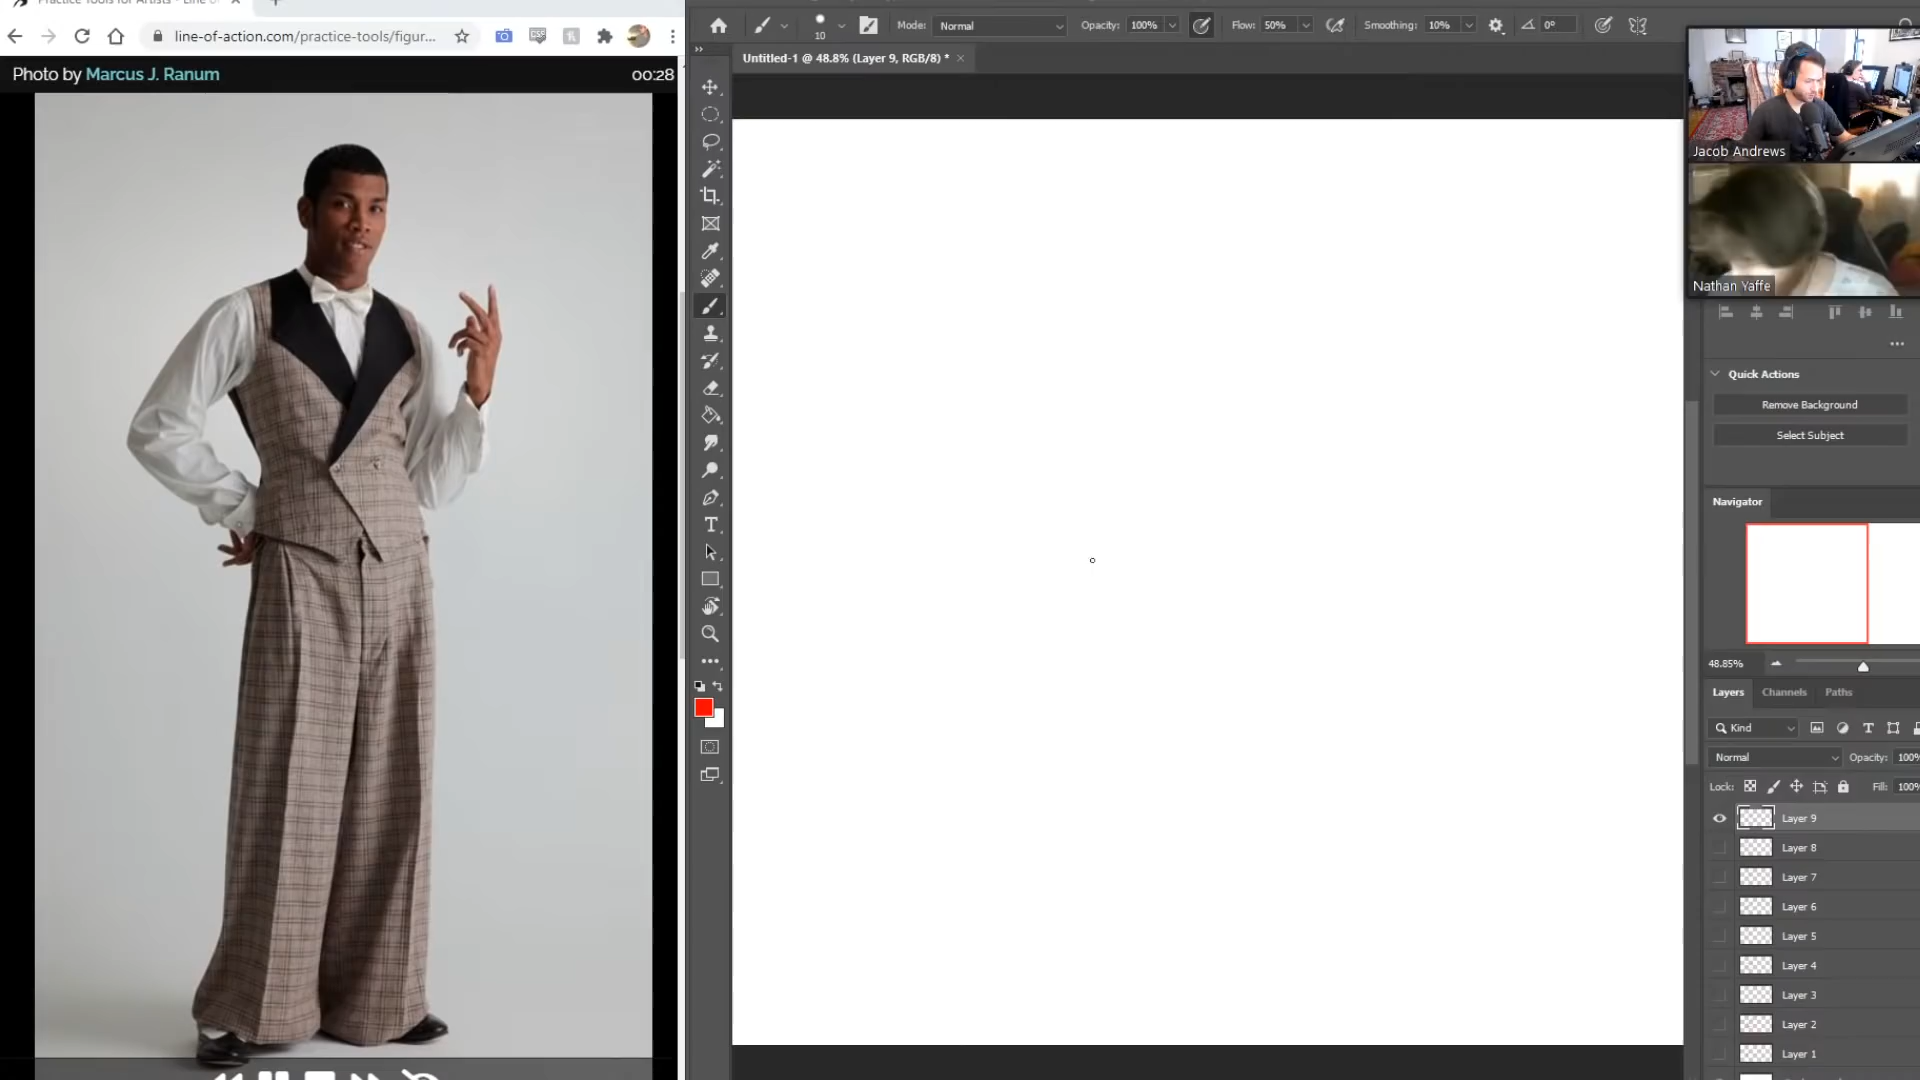 Practice Tools for Artists - Line of
line-of-action.com/practice-tools/figur...
Photo by Marcus J. Ranum
00:28
10
Mode: Normal
Opacity: 100%
Flow: 50%
Smoothing: 10%
0°
Untitled-1 @ 48.8% (Layer 9, RGB/8) *
Jacob Andrews
Nathan Yaffe
Quick Actions
Remove Background
Select Subject
Navigator
48.85%
Layers
Channels
Paths
Kind
Normal
Opacity: 100%
Lock:
Fill: 100%
Layer 9
Layer 8
Layer 7
Layer 6
Layer 5
Layer 4
Layer 3
Layer 2
Layer 1